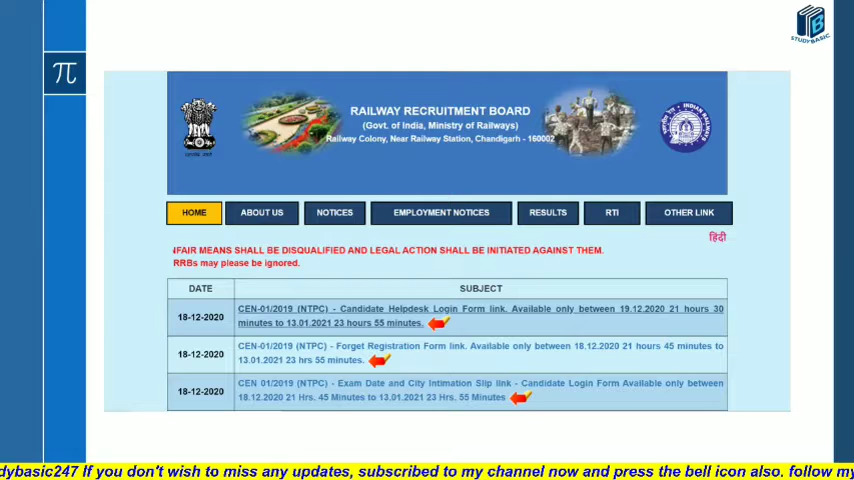 STUDYBASIC
π
RAILWAY RECRUITMENT BOARD
(Govt. of India, Ministry of Railways)
Railway Colony, Near Railway Station, Chandigarh - 160002
INDIAN RAILWAYS
HOME
ABOUT US
NOTICES
EMPLOYMENT NOTICES
RESULTS
RTI
OTHER LINK
हिंदी
NFAIR MEANS SHALL BE DISQUALIFIED AND LEGAL ACTION SHALL BE INITIATED AGAINST THEM.
RRBs may please be ignored.
DATE SUBJECT
18-12-2020
CEN-01/2019 (NTPC) - Candidate Helpdesk Login Form link. Available only between 19.12.2020 21 hours 30
minutes to 13.01.2021 23 hours 55 minutes.
18-12-2020
CEN-01/2019 (NTPC) - Forget Registration Form link. Available only between 18.12.2020 21 hours 45 minutes to
13.01.2021 23 hrs 55 minutes.
18-12-2020
CEN 01/2019 (NTPC) - Exam Date and City Intimation Slip link - Candidate Login Form Available only between
18.12.2020 21 Hrs. 45 Minutes to 13.01.2021 23 Hrs. 55 Minutes
dybasic247 If you don't wish to miss any updates, subscribed to my channel now and press the bell icon also. follow my